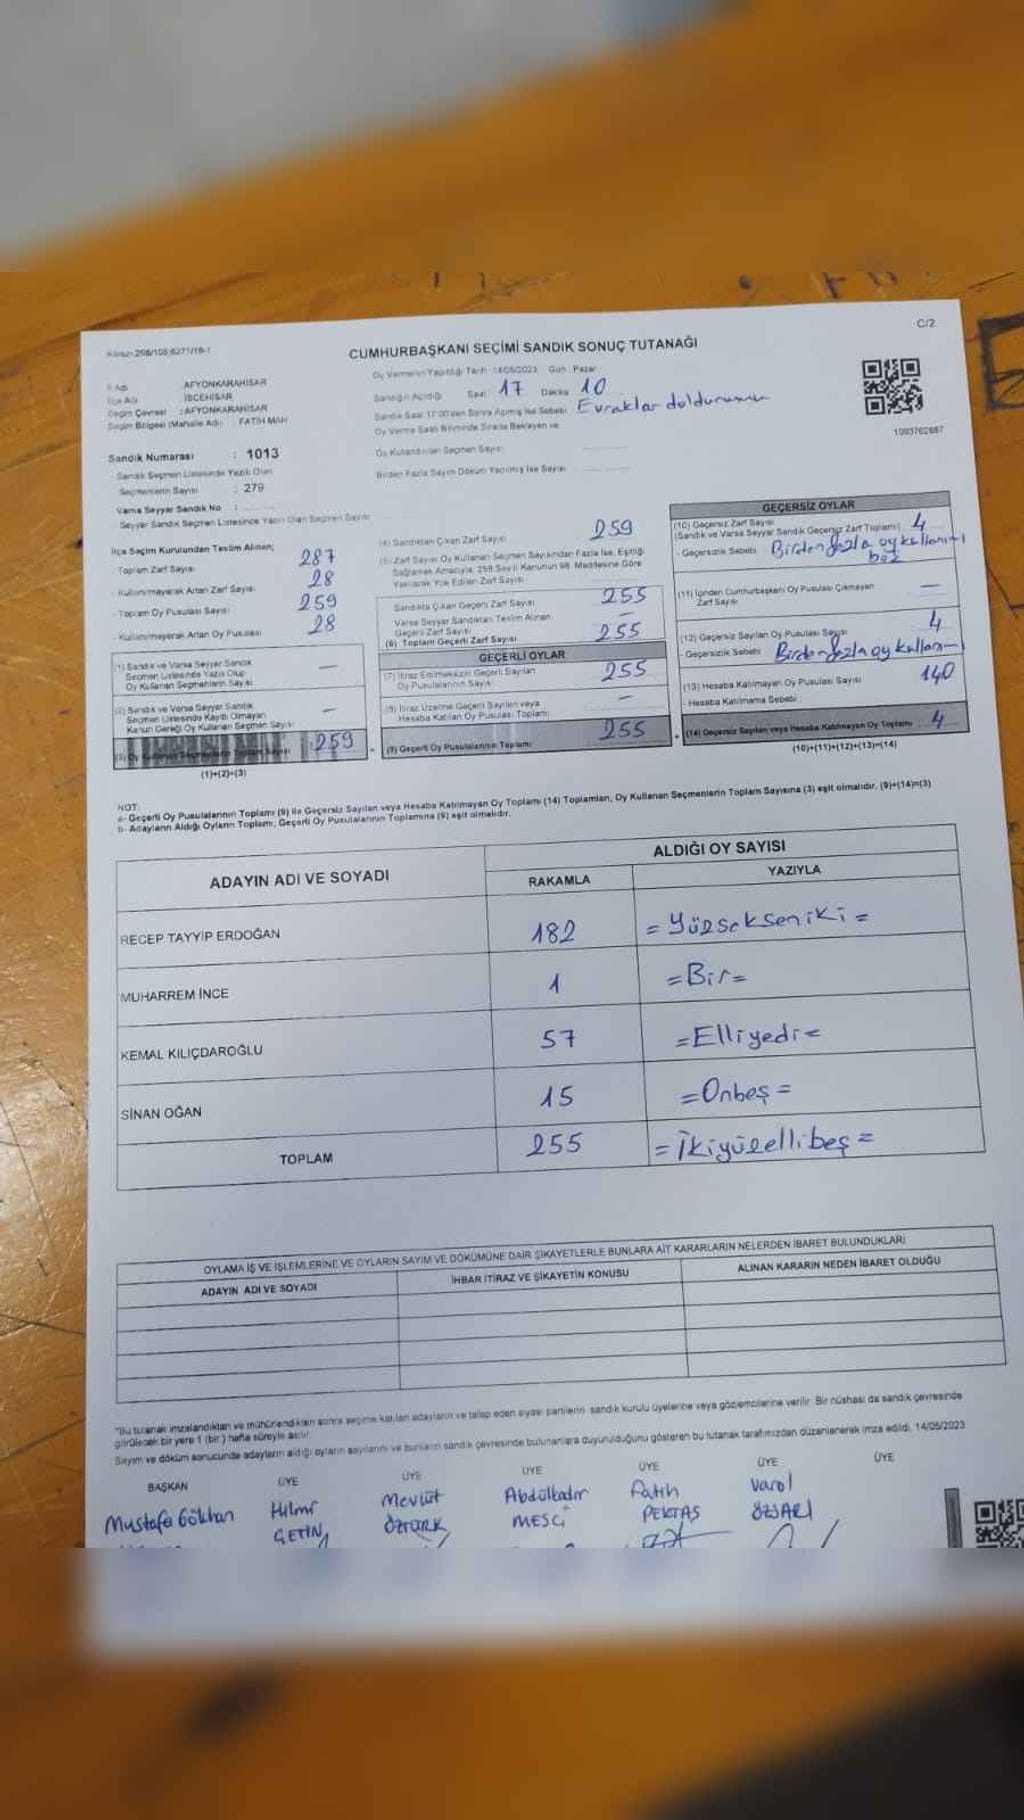 C/2
CUMHURBAŞKANI SEÇİMİ SANDIK SONUÇ TUTANAĞI
Oy Vermenin Yapıldığı Tarih :14/05/2023 Gün : Pazar
İl Adı : AFYONKARAHİSAR
İlçe Adı : İSCEHİSAR
Seçim Çevresi : AFYONKARAHİSAR
Seçim Bölgesi (Mahalle Adı) : FATİH MAH.
Sandığın Açıldığı Saat 17 Dakika 10
Sandık Saat 17:00'den Sonra Açılmış İse Sebebi Evraklar
Oy Verme Saati Bitiminde Sırada Bekleyen ve
Oy Kullandırılan Seçmen Sayısı
Birden Fazla Sayım Döküm Yapılmış İse Sayısı
1093762887
Sandık Numarası : 1013
Sandık Seçmen Listesinde Yazılı Olan
Seçmenlerin Sayısı : 279
Varsa Seyyar Sandık No :
Seyyar Sandık Seçmen Listesince Yazılı Olan Seçmen Sayısı
İlçe Seçim Kurulundan Teslim Alınan;
Toplam Zarf Sayısı 287
Kullanılmayarak Artan Zarf Sayısı 28
Toplam Oy Pusulası Sayısı 259
Kullanılmayarak Artan Oy Pusulası 28
(1) Sandık ve Varsa Seyyar Sandık
Seçmen Listesinde Yazılı Olup
Oy Kullanan Seçmenlerin Sayısı —
(2) Sandık ve Varsa Seyyar Sandık
Seçmen Listesinde Kayıtlı Olmayan
Kanun Gereği Oy Kullanan Seçmen Sayısı —
(3) Oy Kullanan Seçmenlerin Toplam Sayısı 259
(1)+(2)=(3)
(4) Sandıktan Çıkan Zarf Sayısı 259
(5) Zarf Sayısı Oy Kullanan Seçmen Sayısından Fazla İse, Eşitliği
Sağlamak Amacıyla, 298 Sayılı Kanunun 98. Maddesine Göre
Yakılarak Yok Edilen Zarf Sayısı
Sandıkta Çıkan Geçerli Zarf Sayısı 255
Varsa Seyyar Sandıktan Teslim Alınan
Geçerli Zarf Sayısı —
(6) Toplam Geçerli Zarf Sayısı 255
GEÇERLİ OYLAR
(7) İtiraz Edilmeksizin Geçerli Sayılan
Oy Pusulalarının Sayısı 255
(8) İtiraz Üzerine Geçerli Sayılan veya
Hesaba Katılan Oy Pusulası Toplamı —
(9) Geçerli Oy Pusulalarının Toplamı 255
GEÇERSİZ OYLAR
(10) Geçersiz Zarf Sayısı
(Sandık ve Varsa Seyyar Sandık Geçersiz Zarf Toplamı) 4
- Geçersizlik Sebebi Birden fazla oy
(11) İçinden Cumhurbaşkanı Oy Pusulası Çıkmayan
Zarf Sayısı —
(12) Geçersiz Sayılan Oy Pusulası Sayısı 4
- Geçersizlik Sebebi Birden fazla oy
(13) Hesaba Katılmayan Oy Pusulası Sayısı 140
- Hesaba Katılmama Sebebi
(14) Geçersiz Sayılan veya Hesaba Katılmayan Oy Toplamı 4
(10)+(11)+(12)+(13)=(14)
NOT:
a- Geçerli Oy Pusulalarının Toplamı (9) ile Geçersiz Sayılan veya Hesaba Katılmayan Oy Toplamı (14) Toplamları, Oy Kullanan Seçmenlerin Toplam Sayısına (3) eşit olmalıdır. (9)+(14)=(3)
b- Adayların Aldığı Oyların Toplamı, Geçerli Oy Pusulalarının Toplamına (9) eşit olmalıdır.
ADAYIN ADI VE SOYADI ALDIĞI OY SAYISI
RAKAMLA YAZIYLA
RECEP TAYYİP ERDOĞAN 182 = Yüzsekseniki =
MUHARREM İNCE 1 =Bir=
KEMAL KILIÇDAROĞLU 57 =Elliyedi=
SİNAN OĞAN 15 =Onbeş=
TOPLAM 255 = İkiyüzellibeş =
OYLAMA İŞ VE İŞLEMLERİNE VE OYLARIN SAYIM VE DÖKÜMÜNE DAİR ŞİKAYETLERLE BUNLARA AİT KARARLARIN NELERDEN İBARET BULUNDUKLARI
ADAYIN ADI VE SOYADI İHBAR İTİRAZ VE ŞİKAYETİN KONUSU ALINAN KARARIN NEDEN İBARET OLDUĞU
"Bu tutanak imzalandıktan ve mühürlendikten sonra seçime katılan adayların ve talep eden siyasi partilerin sandık kurulu üyelerine veya gözlemcilerine verilir. Bir nüshası da sandık çevresinde
görülecek bir yere 1 (bir) hafta süreyle asılır.
Sayım ve döküm sonucunda adayların aldığı oyların sayılarını ve bunların sandık çevresinde bulunanlara duyurulduğunu gösteren bu tutanak tarafımızdan düzenlenerek imza edildi. 14/05/2023
BAŞKAN ÜYE ÜYE ÜYE ÜYE ÜYE ÜYE
Mustafa Gökhan Hilmi Mevlüt Abdülkadir Fatih Varol
ÇETİN ÖZTÜRK MESCİ PEKTAŞ